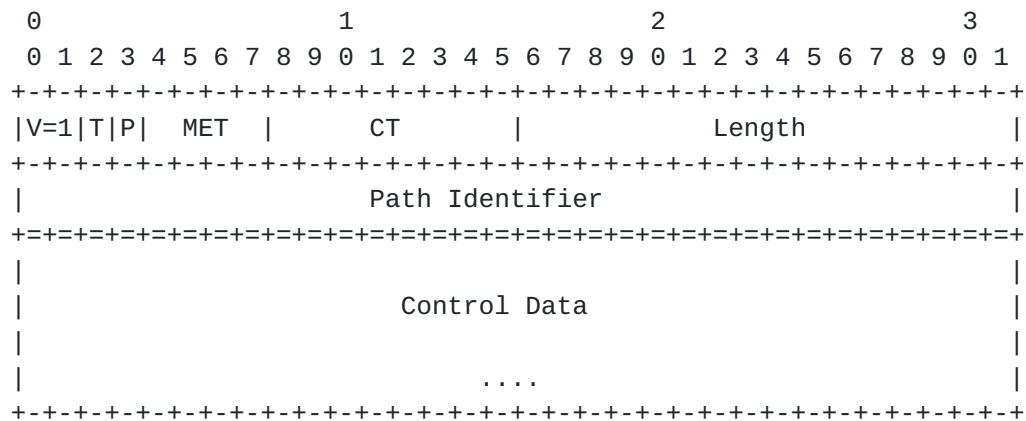 0                   1                   2                   3
 0 1 2 3 4 5 6 7 8 9 0 1 2 3 4 5 6 7 8 9 0 1 2 3 4 5 6 7 8 9 0 1
+-+-+-+-+-+-+-+-+-+-+-+-+-+-+-+-+-+-+-+-+-+-+-+-+-+-+-+-+-+-+-+-+
|V=1|T|P|  MET  |      CT       |            Length             |
+-+-+-+-+-+-+-+-+-+-+-+-+-+-+-+-+-+-+-+-+-+-+-+-+-+-+-+-+-+-+-+-+
|                      Path Identifier                          |
+=+=+=+=+=+=+=+=+=+=+=+=+=+=+=+=+=+=+=+=+=+=+=+=+=+=+=+=+=+=+=+=+
|                                                               |
|                        Control Data                           |
|                                                               |
|                             ....                              |
+-+-+-+-+-+-+-+-+-+-+-+-+-+-+-+-+-+-+-+-+-+-+-+-+-+-+-+-+-+-+-+-+